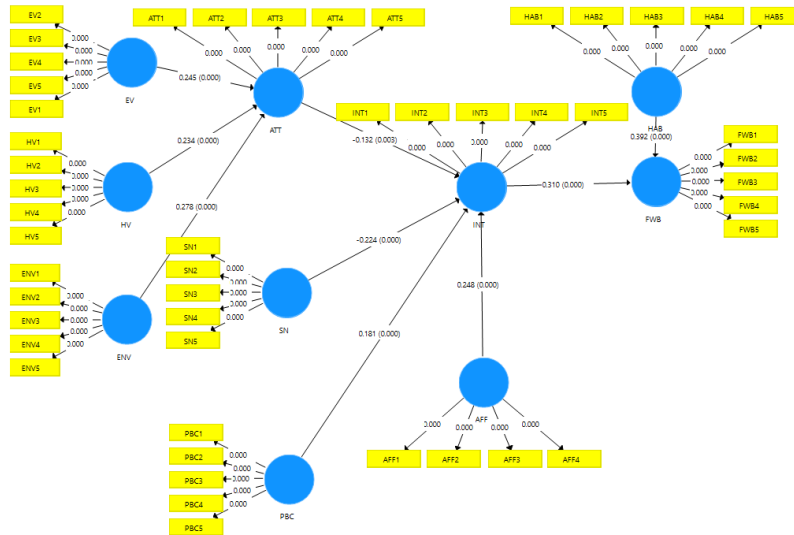 EV2
EV3
EV4
EV5
EV1
0.000
0.000
0.000
0.000
0.000
EV
0.245 (0.000)
ATT1
ATT2
ATT3
ATT4
ATT5
0.000
0.000
0.000
0.000
0.000
ATT
HAB1
HAB2
HAB3
HAB4
HAB5
0.000
0.000
0.000
0.000
0.000
HAB
0.392 (0.000)
HV1
HV2
HV3
HV4
HV5
0.000
0.000
0.000
0.000
0.000
HV
0.234 (0.000)
0.278 (0.000)
-0.132 (0.003)
INT1
INT2
INT3
INT4
INT5
0.000
0.000
0.000
0.000
0.000
INT
-0.310 (0.000)
FWB1
FWB2
FWB3
FWB4
FWB5
0.000
0.000
0.000
0.000
0.000
FWB
ENV1
ENV2
ENV3
ENV4
ENV5
0.000
0.000
0.000
0.000
0.000
ENV
SN1
SN2
SN3
SN4
SN5
0.000
0.000
0.000
0.000
0.000
SN
-0.224 (0.000)
0.181 (0.000)
0.248 (0.000)
AFF
0.000
0.000
0.000
0.000
AFF1
AFF2
AFF3
AFF4
PBC1
PBC2
PBC3
PBC4
PBC5
0.000
0.000
0.000
0.000
0.000
PBC